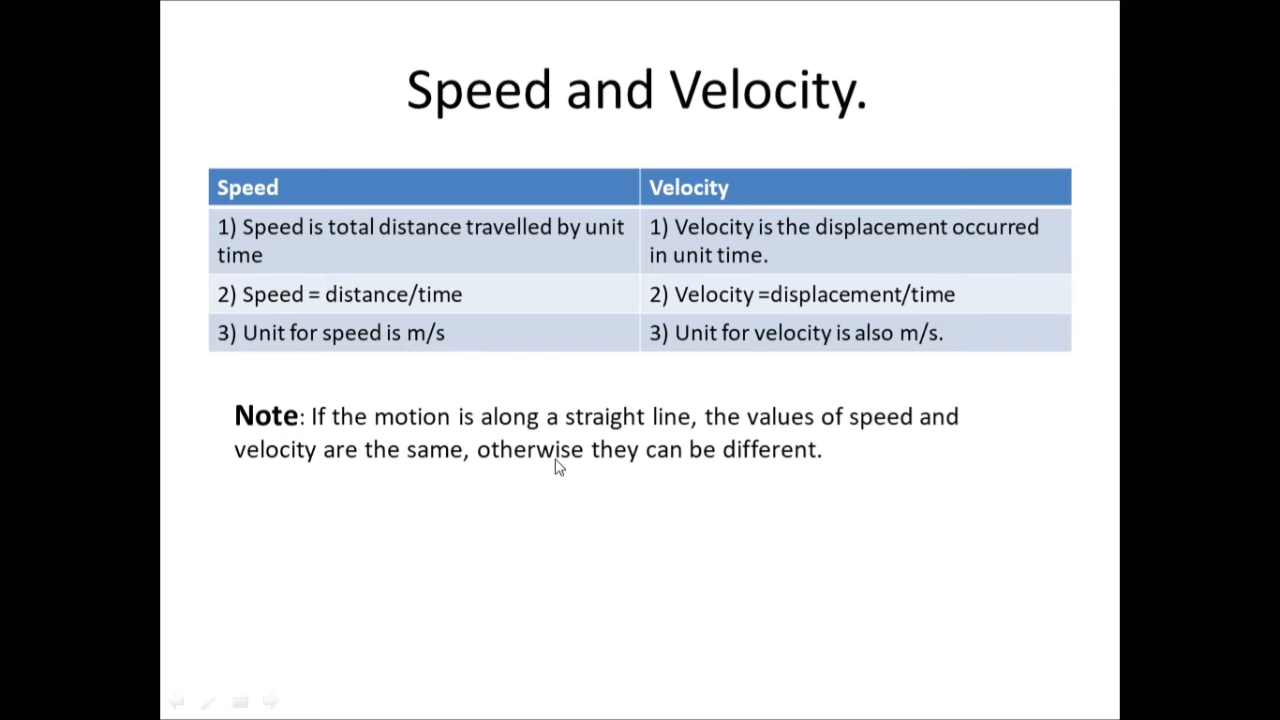 Speed and Velocity.
Speed
Velocity
1) Speed is total distance travelled by unit
time
1) Velocity is the displacement occurred
in unit time.
2) Speed = distance/time
2) Velocity =displacement/time
3) Unit for speed is m/s
3) Unit for velocity is also m/s.
Note: If the motion is along a straight line, the values of speed and
velocity are the same, otherwise they can be different.